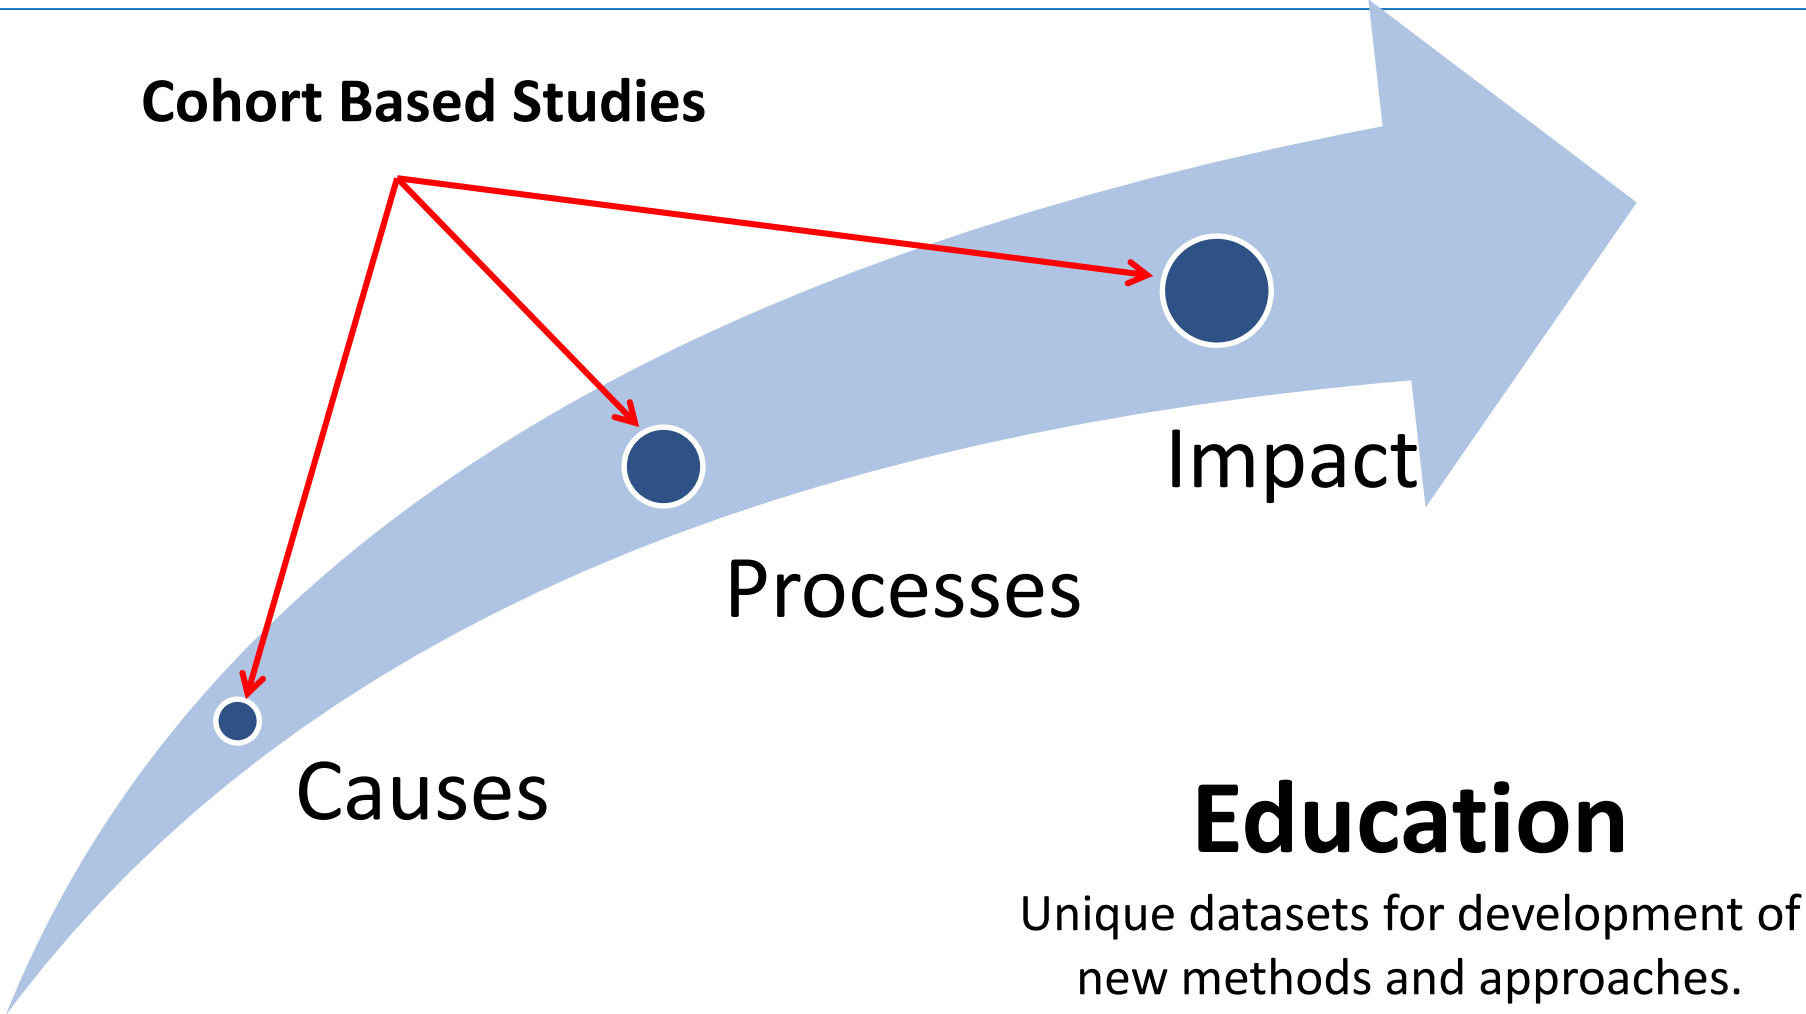 Cohort Based Studies
Impact
Processes
Causes
Education
Unique datasets for development of
new methods and approaches.